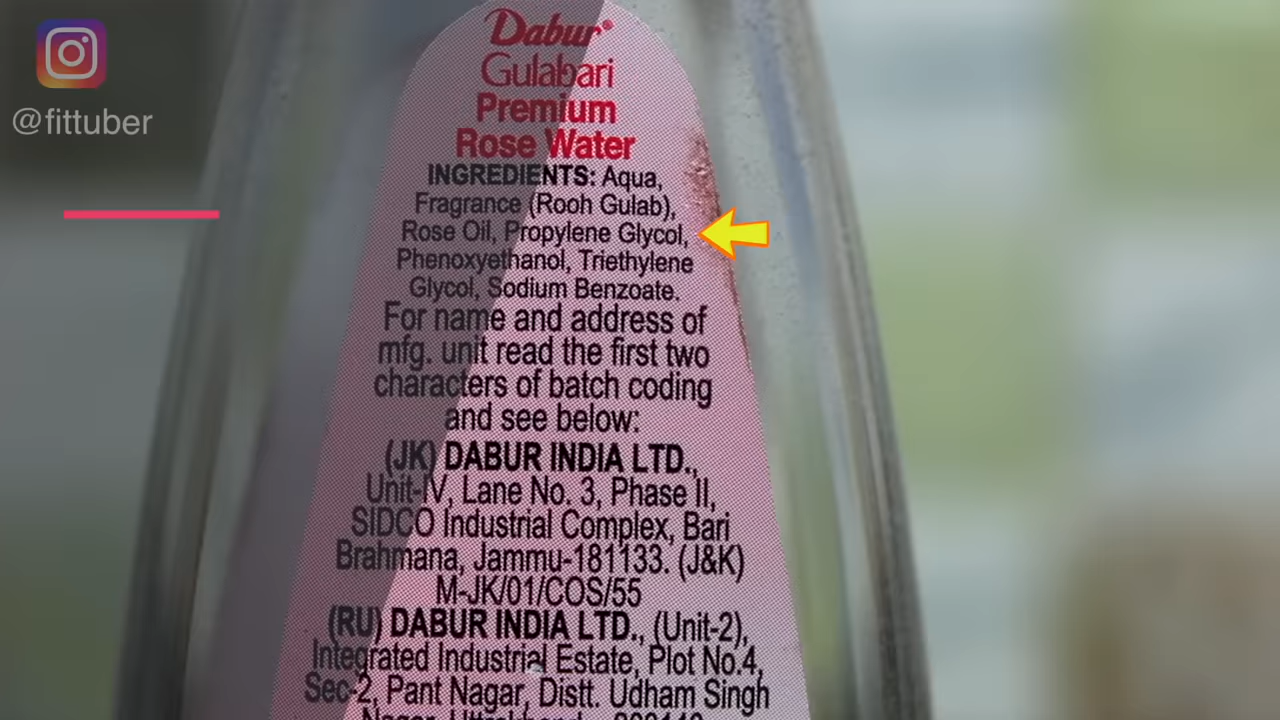 @fittuber
Dabur®
Gulabari
Premium
Rose Water
INGREDIENTS: Aqua,
Fragrance (Rooh Gulab),
Rose Oil, Propylene Glycol,
Phenoxyethanol, Triethylene
Glycol, Sodium Benzoate.
For name and address of
mfg. unit read the first two
characters of batch coding
and see below:
(JK) DABUR INDIA LTD.,
Unit-IV, Lane No. 3, Phase II,
SIDCO Industrial Complex, Bari
Brahmana, Jammu-181133. (J&K)
M-JK/01/COS/55
(RU) DABUR INDIA LTD., (Unit-2),
Integrated Industrial Estate, Plot No.4,
Sec-2, Pant Nagar, Distt. Udham Singh